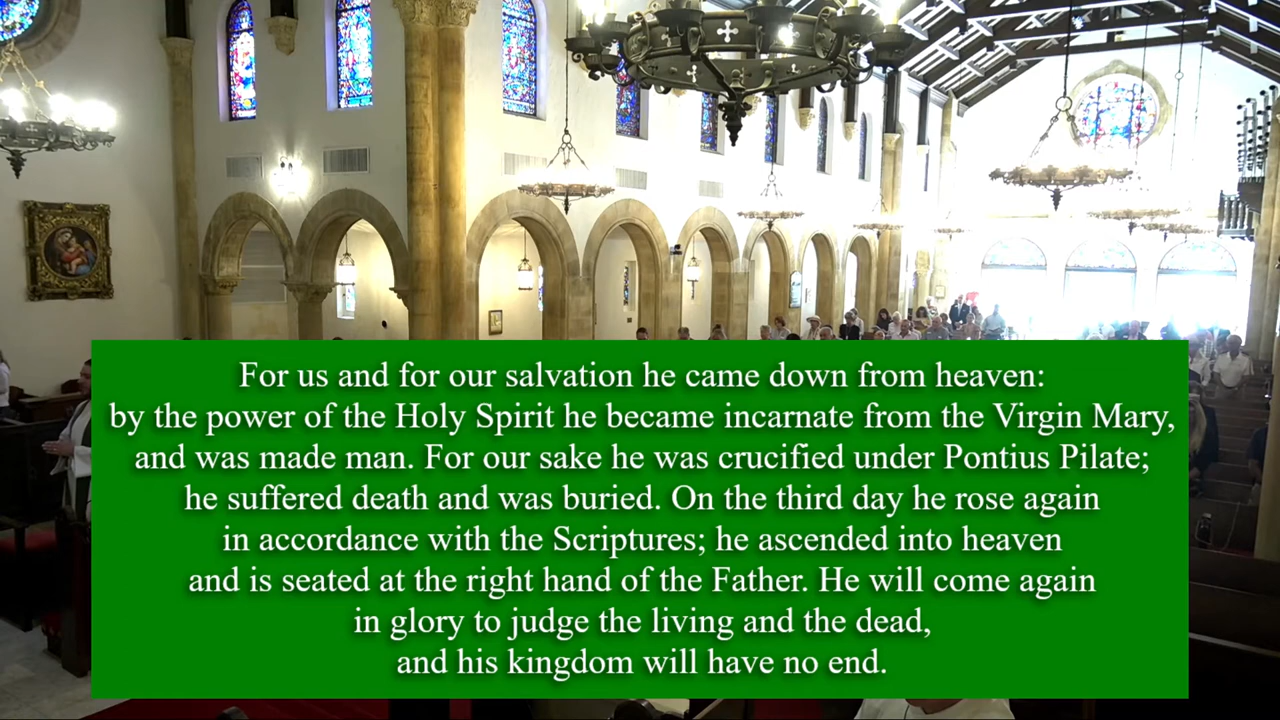 For us and for our salvation he came down from heaven:
by the power of the Holy Spirit he became incarnate from the Virgin Mary,
and was made man. For our sake he was crucified under Pontius Pilate;
he suffered death and was buried. On the third day he rose again
in accordance with the Scriptures; he ascended into heaven
and is seated at the right hand of the Father. He will come again
in glory to judge the living and the dead,
and his kingdom will have no end.